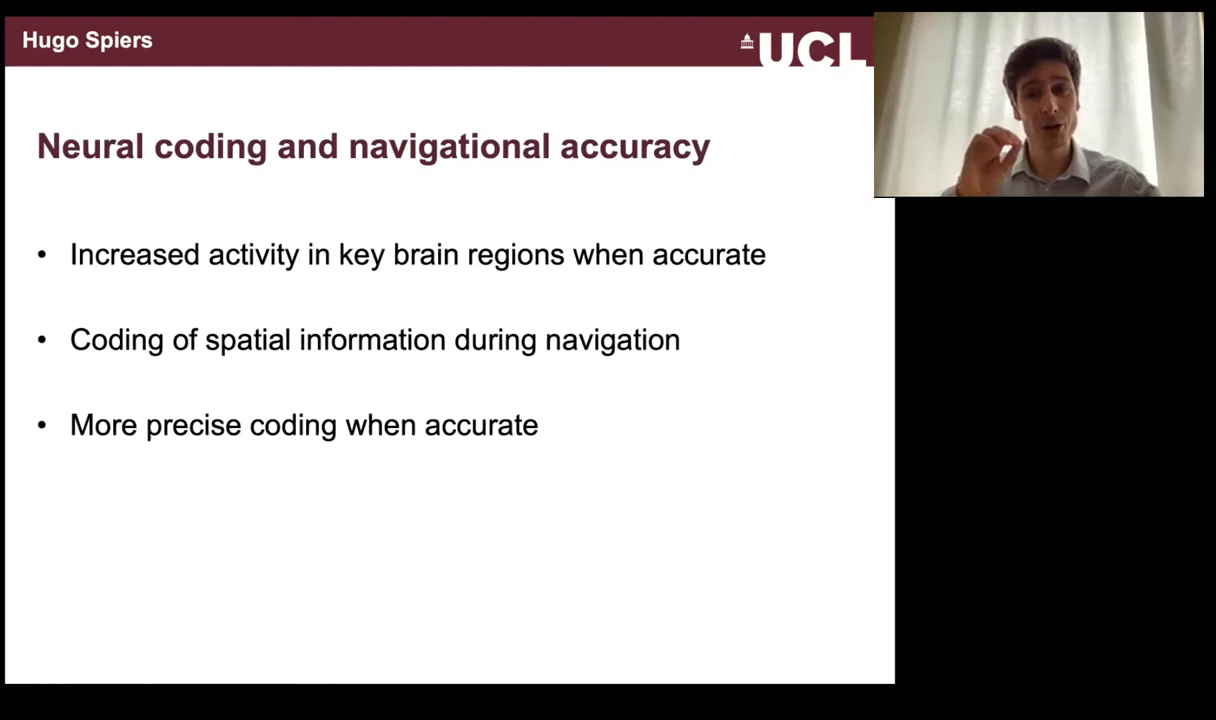 Hugo Spiers
UCL
Neural coding and navigational accuracy
• Increased activity in key brain regions when accurate
• Coding of spatial information during navigation
• More precise coding when accurate